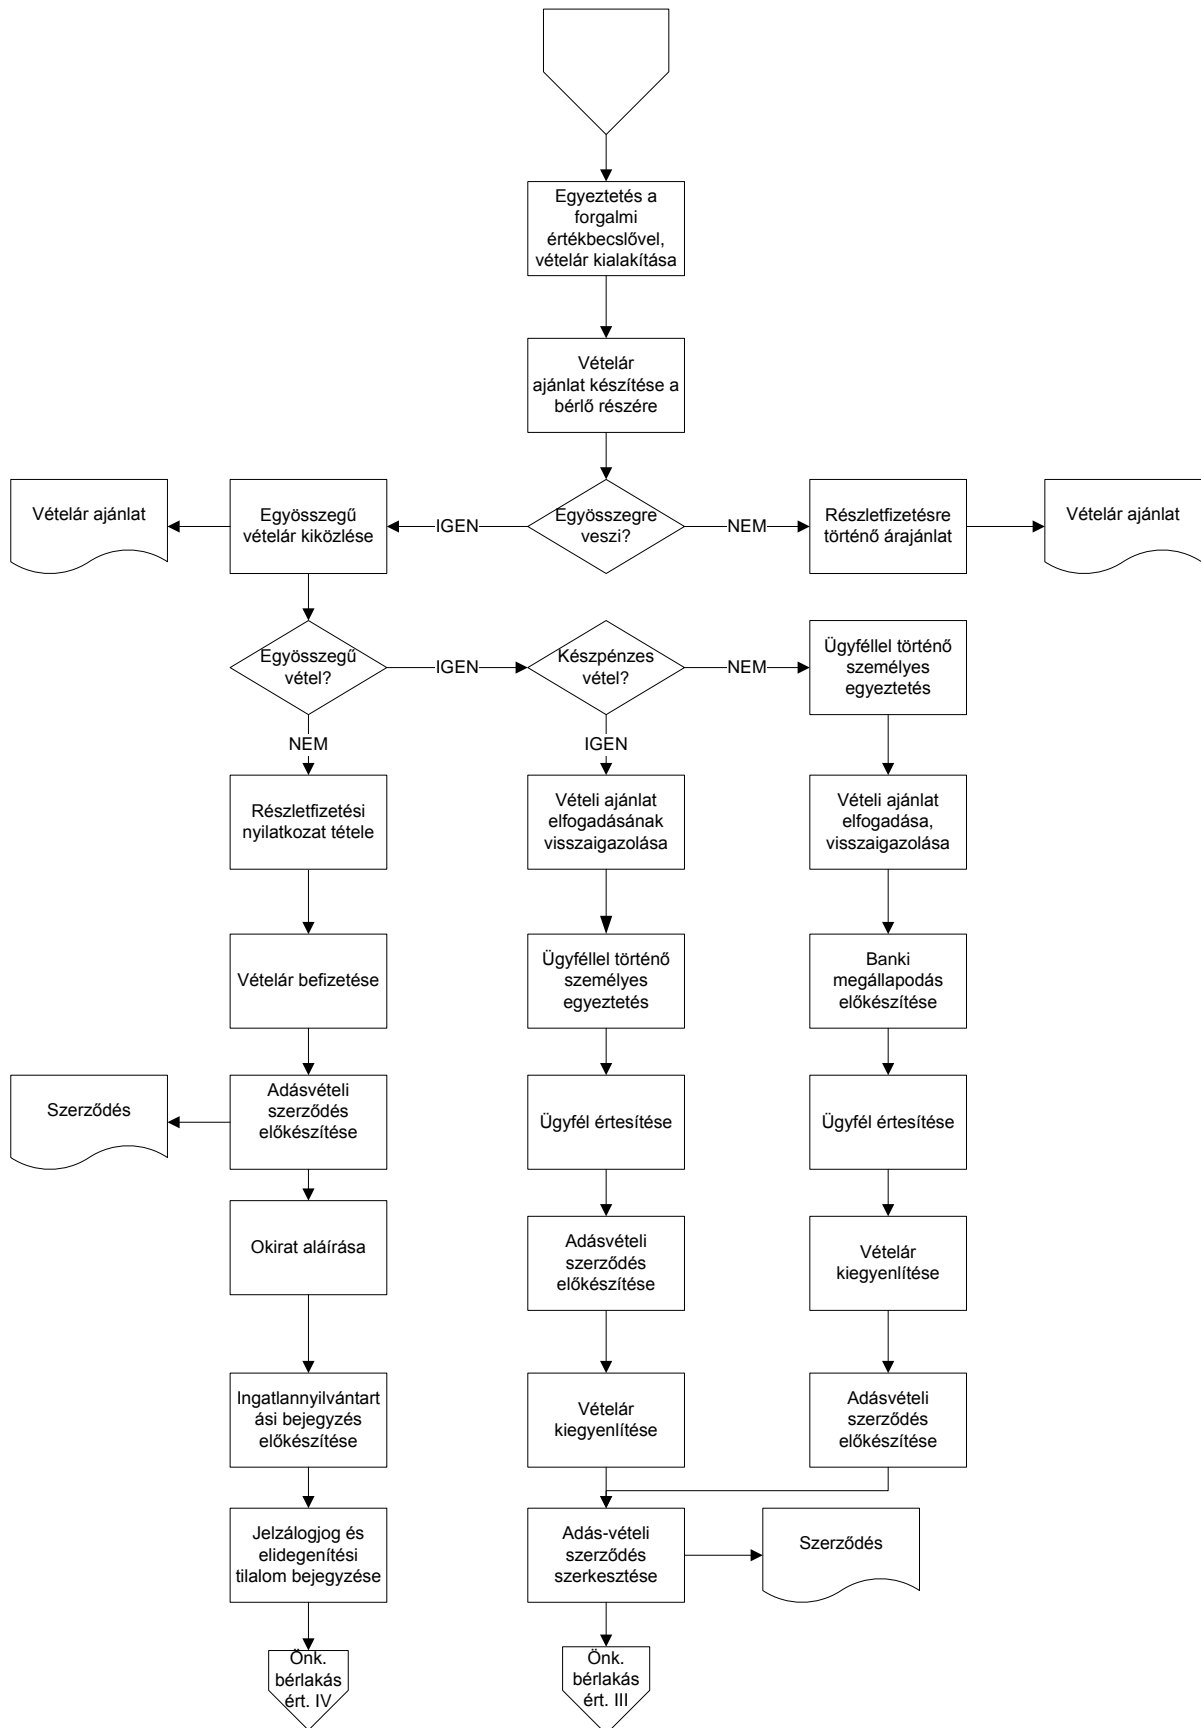 Egyeztetés a
forgalmi
értékbecslővel,
vételár kialakítása
Vételár
ajánlat készítése a
bérlő részére
Vételár ajánlat
Egyösszegű
vételár kiközlése
IGEN
Egyösszegre
veszi?
NEM
Részletfizetésre
történő árajánlat
Vételár ajánlat
Egyösszegű
vétel?
IGEN
Készpénzes
vétel?
NEM
Ügyféllel történő
személyes
egyeztetés
NEM
IGEN
Részletfizetési
nyilatkozat tétele
Vételi ajánlat
elfogadásának
visszaigazolása
Vételi ajánlat
elfogadása,
visszaigazolása
Vételár befizetése
Ügyféllel történő
személyes
egyeztetés
Banki
megállapodás
előkészítése
Szerződés
Adásvételi
szerződés
előkészítése
Ügyfél értesítése
Ügyfél értesítése
Okirat aláírása
Adásvételi
szerződés
előkészítése
Vételár
kiegyenlítése
Ingatlannyilvántart
ási bejegyzés
előkészítése
Vételár
kiegyenlítése
Adásvételi
szerződés
előkészítése
Jelzálogjog és
elidegenítési
tilalom bejegyzése
Adás-vételi
szerződés
szerkesztése
Szerződés
Önk.
bérlakás
ért. IV
Önk.
bérlakás
ért. III